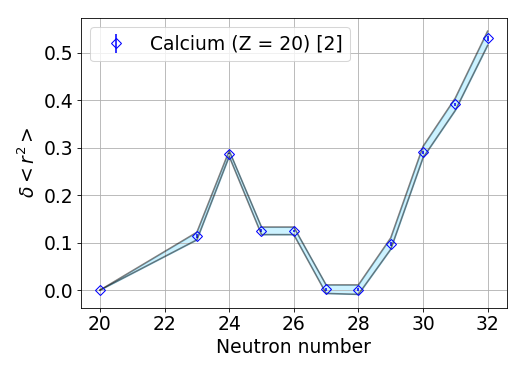 Calcium (Z = 20) [2]
δ < r² >
0.5
0.4
0.3
0.2
0.1
0.0
20 22 24 26 28 30 32
Neutron number